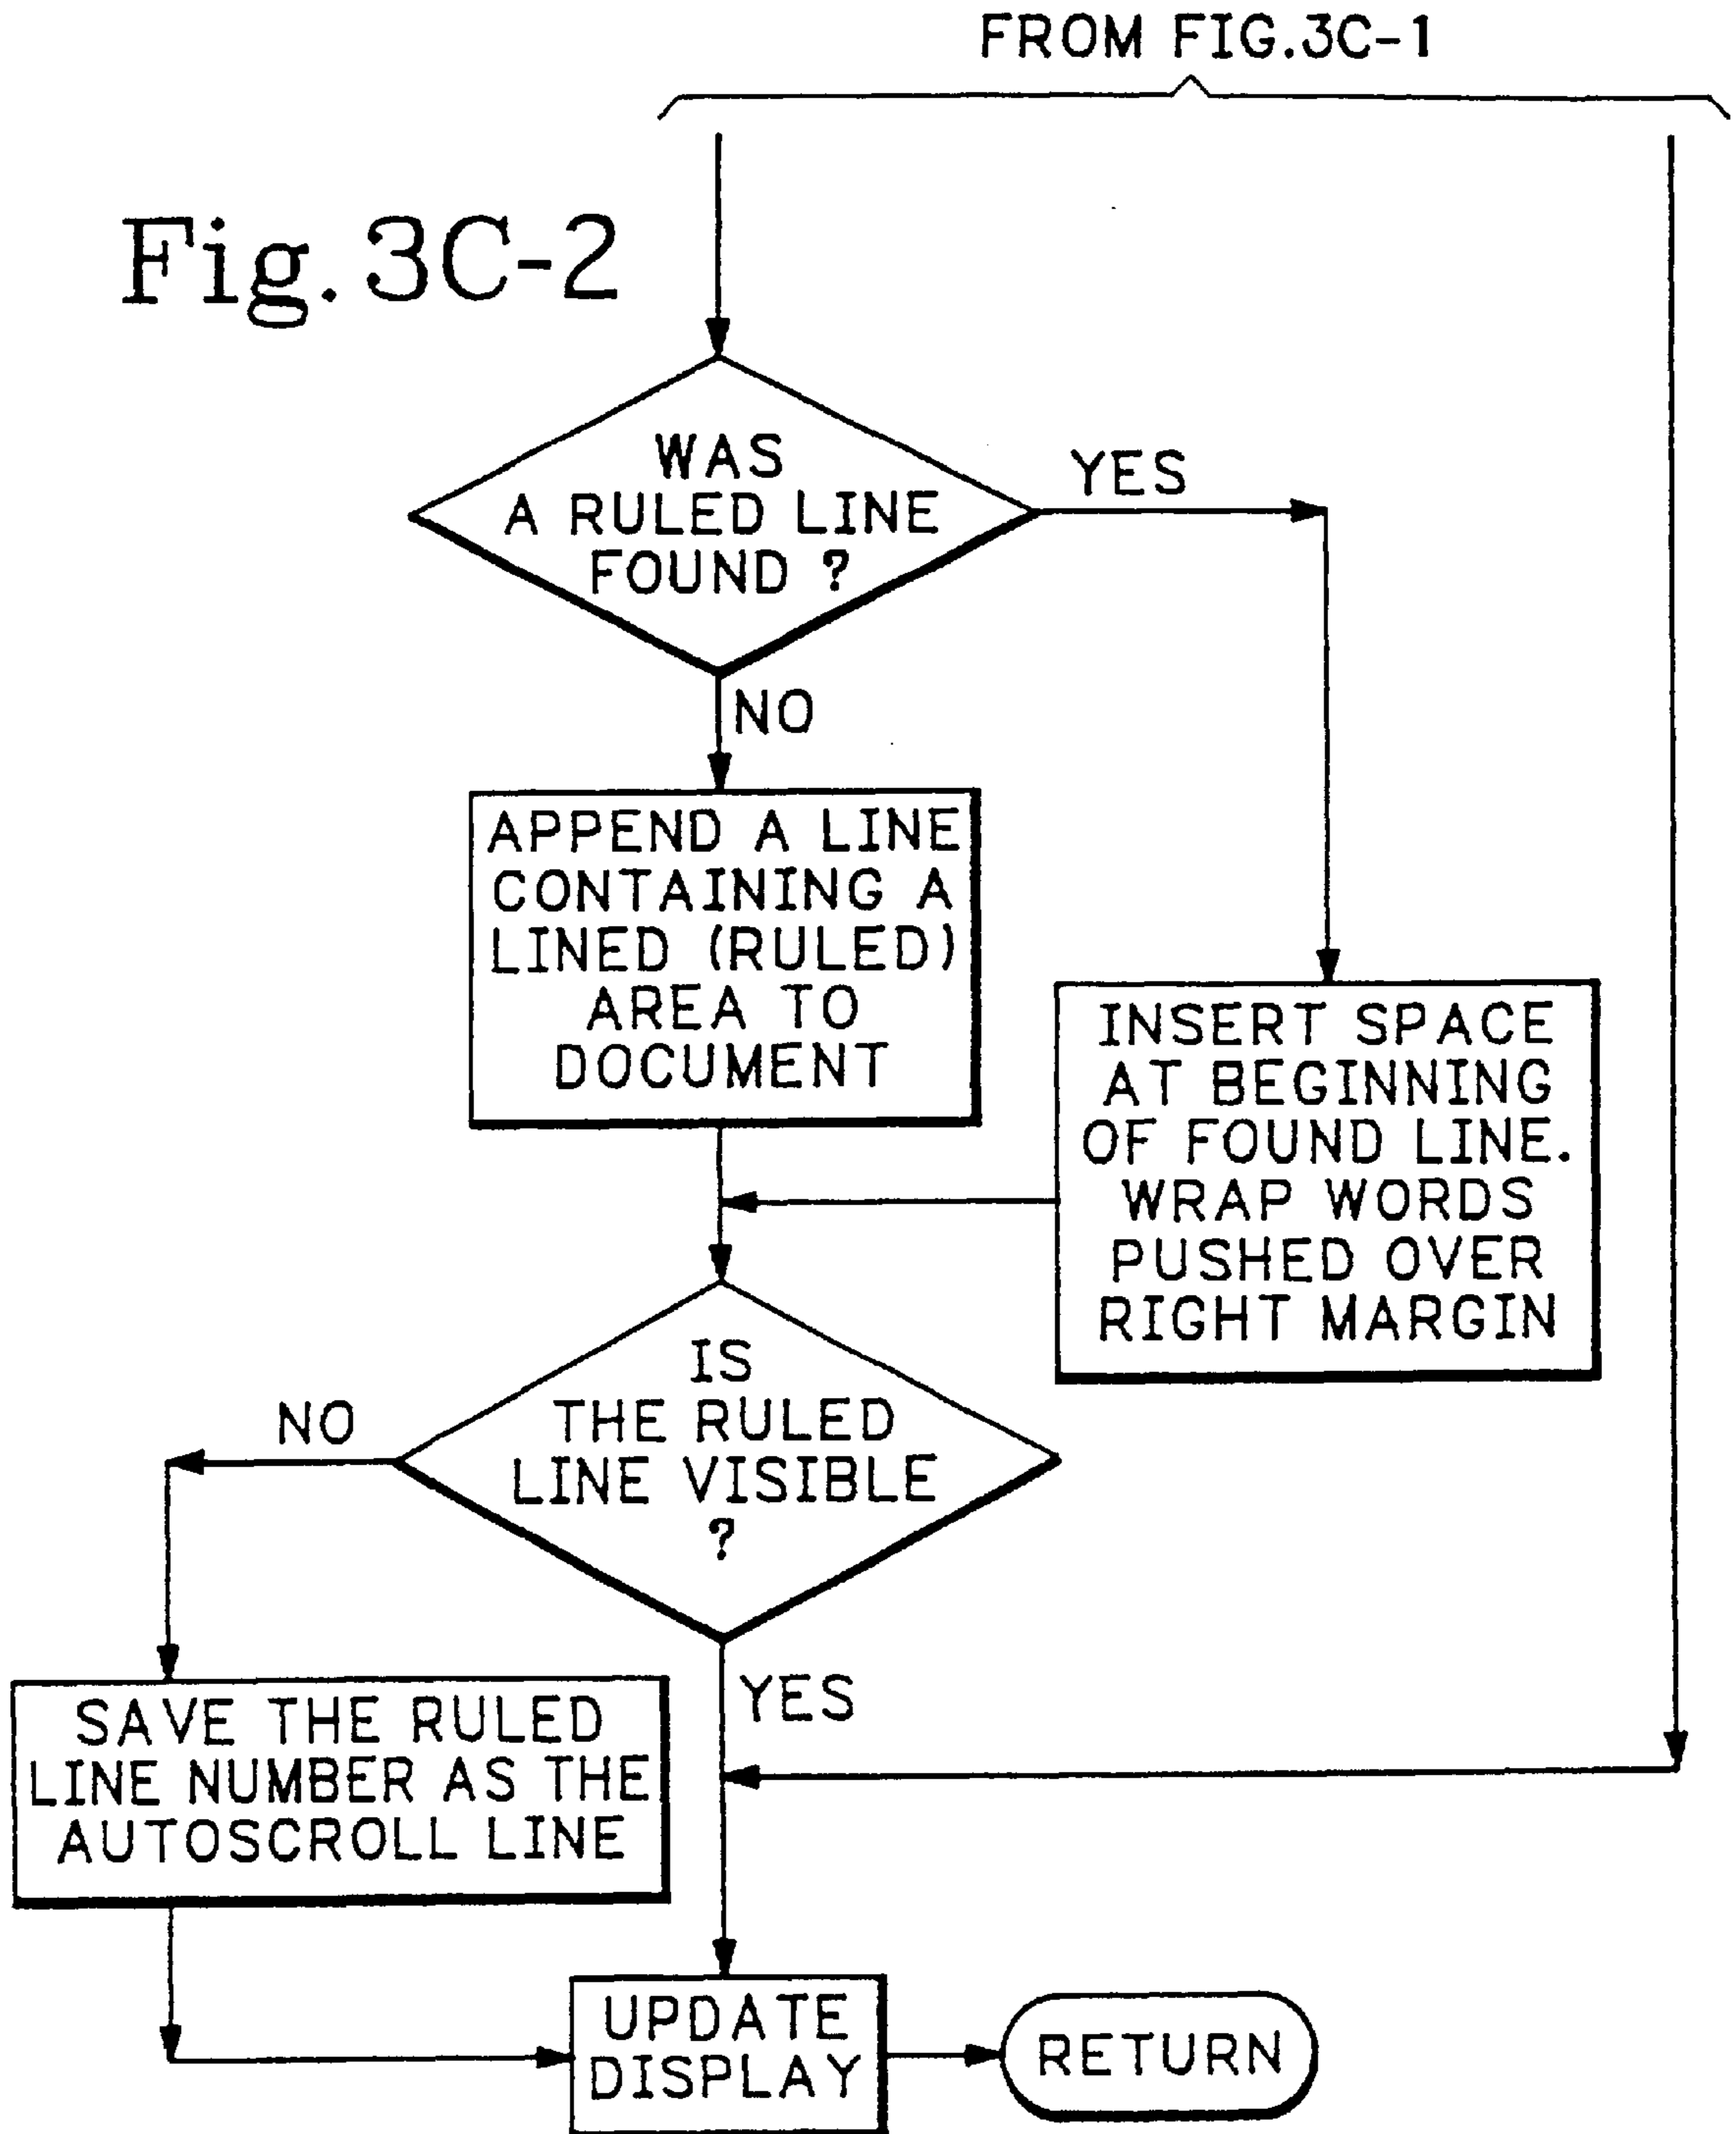 FROM FIG.3C-1
Fig. 3C-2
WAS
A RULED LINE
FOUND ?
YES
NO
APPEND A LINE
CONTAINING A
LINED (RULED)
AREA TO
DOCUMENT
INSERT SPACE
AT BEGINNING
OF FOUND LINE.
WRAP WORDS
PUSHED OVER
RIGHT MARGIN
IS
THE RULED
LINE VISIBLE
?
NO
YES
SAVE THE RULED
LINE NUMBER AS THE
AUTOSCROLL LINE
UPDATE
DISPLAY
RETURN